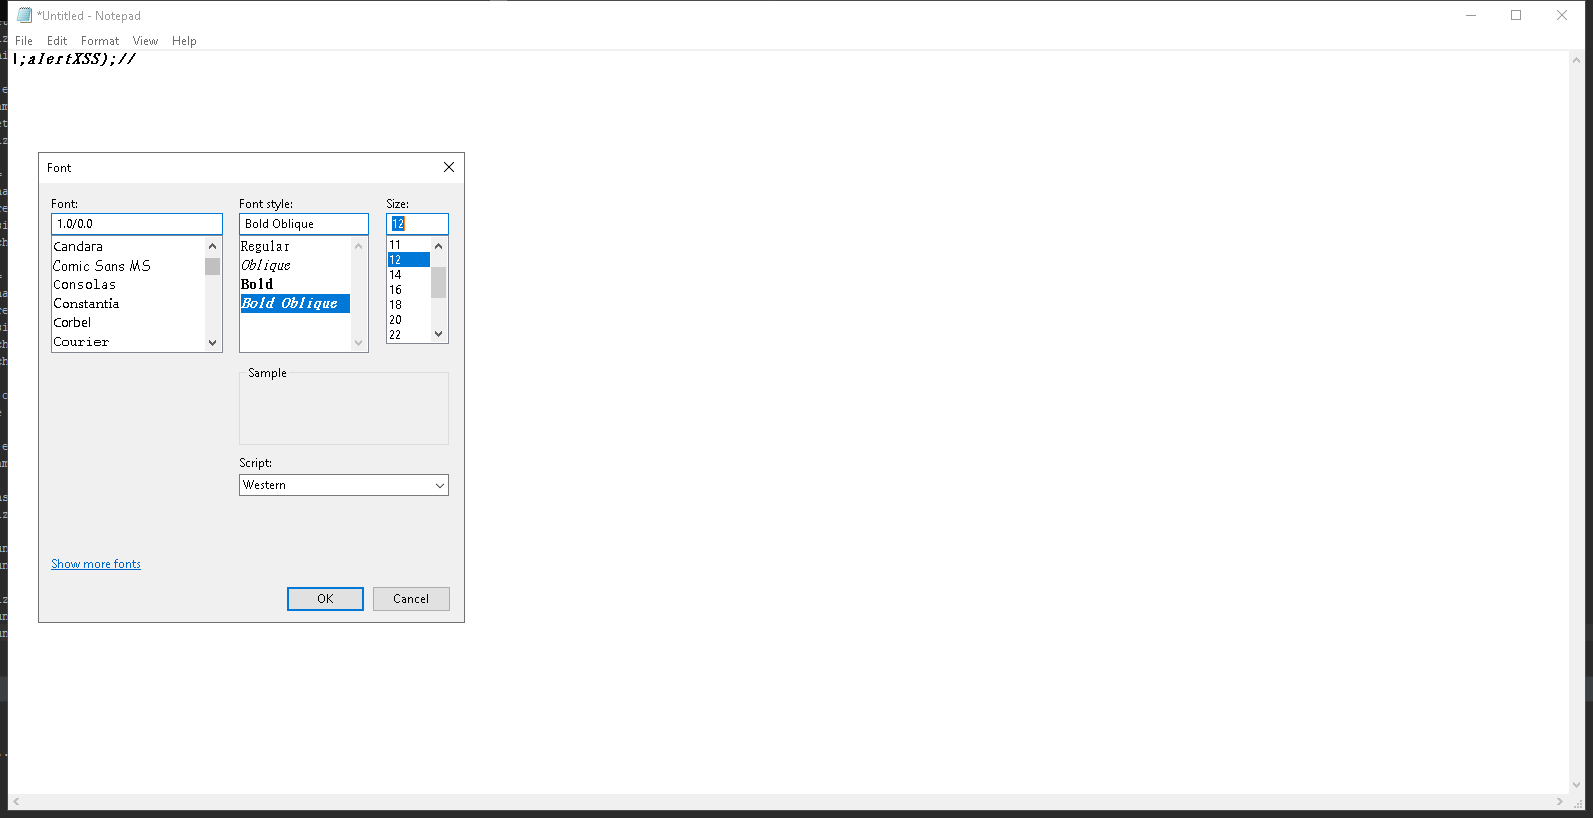 *Untitled - Notepad
File Edit Format View Help
|;alertXSS);//
Font
Font:
Font style:
Size:
1.0/0.0
Bold Oblique
12
Candara
Comic Sans MS
Consolas
Constantia
Corbel
Courier
Regular
Oblique
Bold
Bold Oblique
11
12
14
16
18
20
22
Sample
Script:
Western
Show more fonts
OK
Cancel